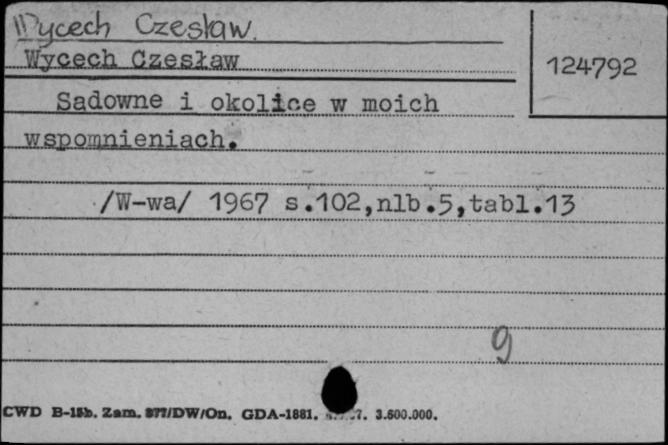 Wycech Czesław.
Wycech Czesław
124792
Sadowne i okolice w moich
wspomnieniach.
/W-wa/ 1967 s.102,nlb.5,tabl.13
9
CWD B-15b. Zam. 377/DW/On. GDA-1881. 3.600.000.